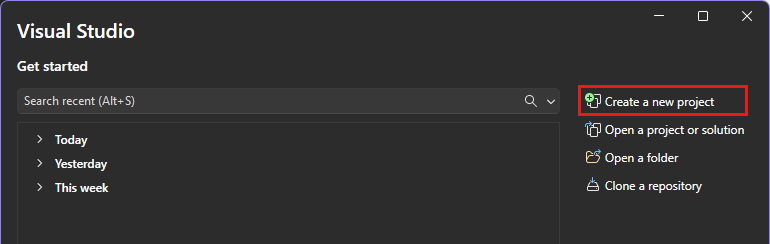 Visual Studio
Get started
Search recent (Alt+S)
Today
Yesterday
This week
Create a new project
Open a project or solution
Open a folder
Clone a repository